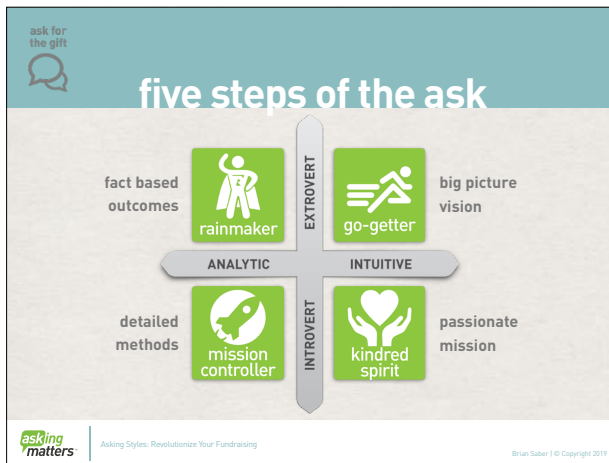 ask for
the gift
five steps of the ask
fact based
outcomes
rainmaker
EXTROVERT
go-getter
big picture
vision
ANALYTIC
INTUITIVE
detailed
methods
mission
controller
INTROVERT
kindred
spirit
passionate
mission
asking
matters™
Asking Styles: Revolutionize Your Fundraising
Brian Saber | © Copyright 2019